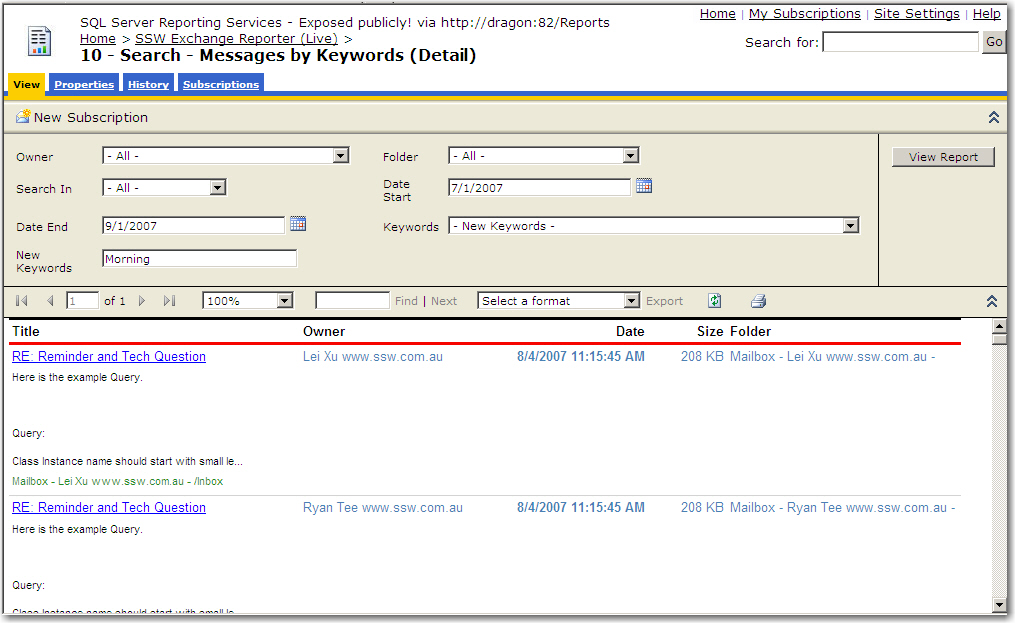 SQL Server Reporting Services - Exposed publicly! via http://dragon:82/Reports
Home | My Subscriptions | Site Settings | Help
Home > SSW Exchange Reporter (Live) >
Search for: Go
10 - Search - Messages by Keywords (Detail)
View Properties History Subscriptions
New Subscription
Owner - All - Folder - All - View Report
Search In - All - Date Start 7/1/2007
Date End 9/1/2007 Keywords - New Keywords -
New Keywords Morning
1 of 1 100% Find | Next Select a format Export
Title Owner Date Size Folder
RE: Reminder and Tech Question Lei Xu www.ssw.com.au 8/4/2007 11:15:45 AM 208 KB Mailbox - Lei Xu www.ssw.com.au -
Here is the example Query.
Query:
Class Instance name should start with small le...
Mailbox - Lei Xu www.ssw.com.au - /Inbox
RE: Reminder and Tech Question Ryan Tee www.ssw.com.au 8/4/2007 11:15:45 AM 208 KB Mailbox - Ryan Tee www.ssw.com.au -
Here is the example Query.
Query:
Class Instance name should start with small le...